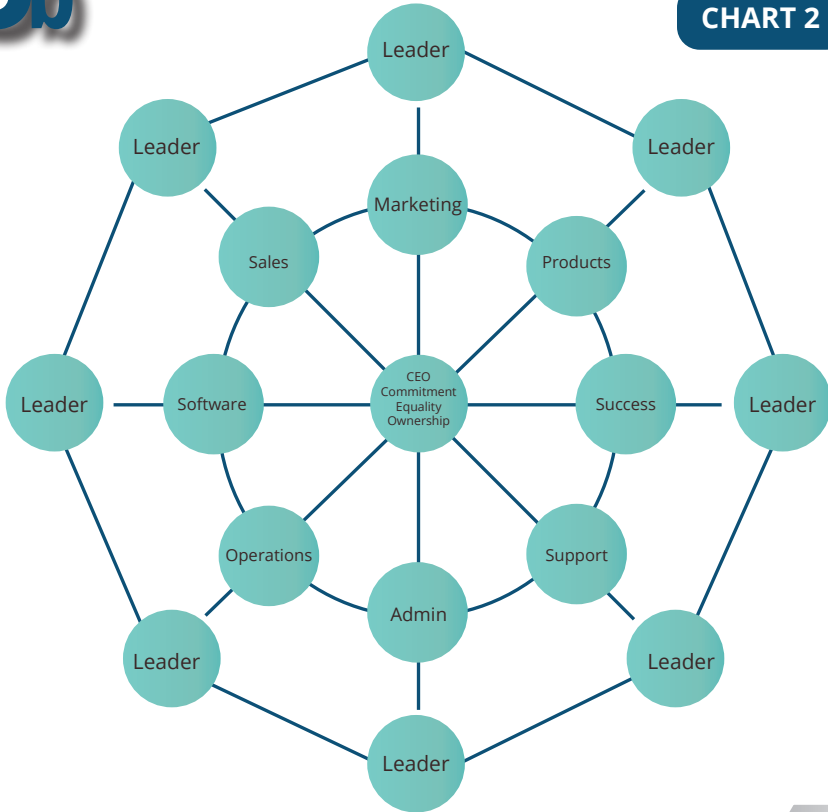 CHART 2
Leader
Leader
Leader
Marketing
Sales
Products
CEO
Commitment
Equality
Ownership
Leader
Software
Success
Leader
Operations
Support
Admin
Leader
Leader
Leader